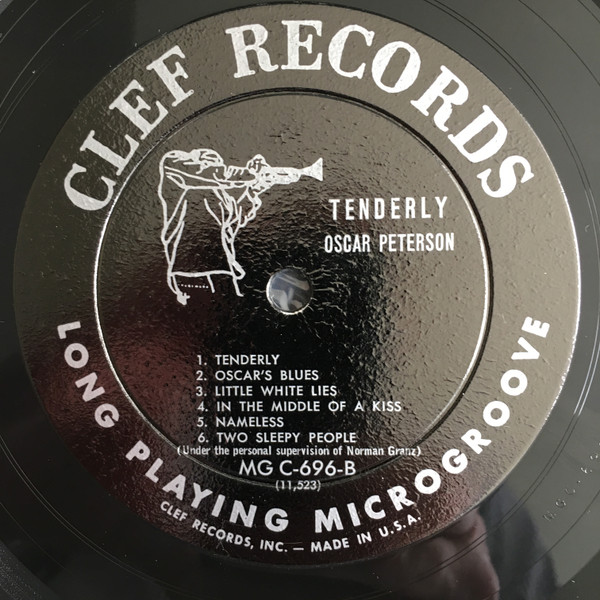 CLEF RECORDS
TENDERLY
OSCAR PETERSON
1. TENDERLY
2. OSCAR'S BLUES
3. LITTLE WHITE LIES
4. IN THE MIDDLE OF A KISS
5. NAMELESS
6. TWO SLEEPY PEOPLE
(Under the personal supervision of Norman Granz)
MG C-696-B
(11,523)
LONG PLAYING MICROGROOVE
CLEF RECORDS, INC. — MADE IN U.S.A.